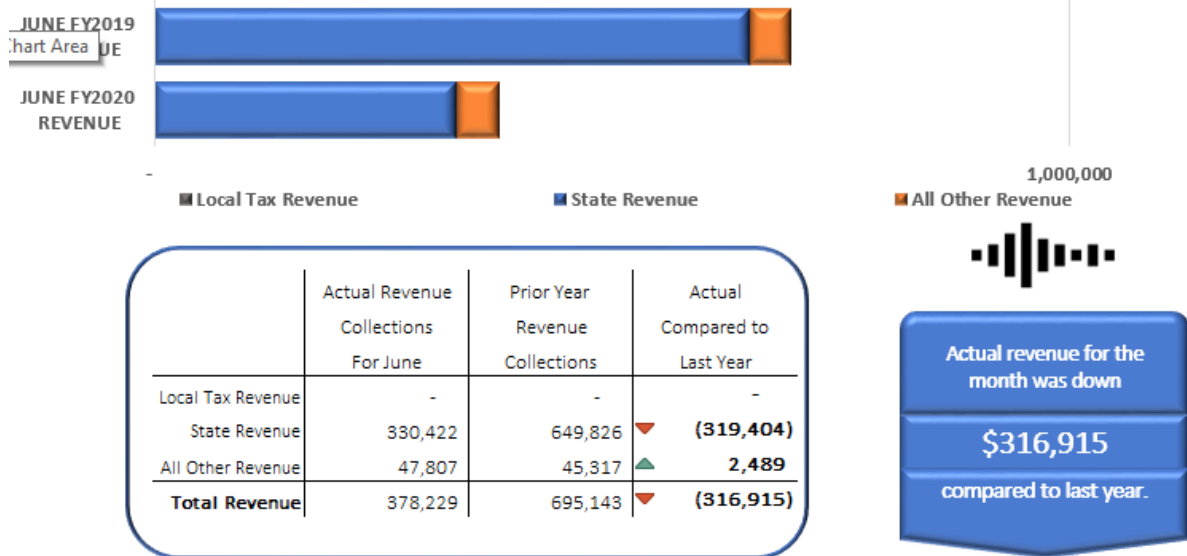 JUNE FY2019
UE
Chart Area
JUNE FY2020
REVENUE
-
1,000,000
Local Tax Revenue
State Revenue
All Other Revenue
Actual Revenue Collections For June
Prior Year Revenue Collections
Actual Compared to Last Year
Local Tax Revenue - - -
State Revenue 330,422 649,826 (319,404)
All Other Revenue 47,807 45,317 2,489
Total Revenue 378,229 695,143 (316,915)
Actual revenue for the
month was down
$316,915
compared to last year.